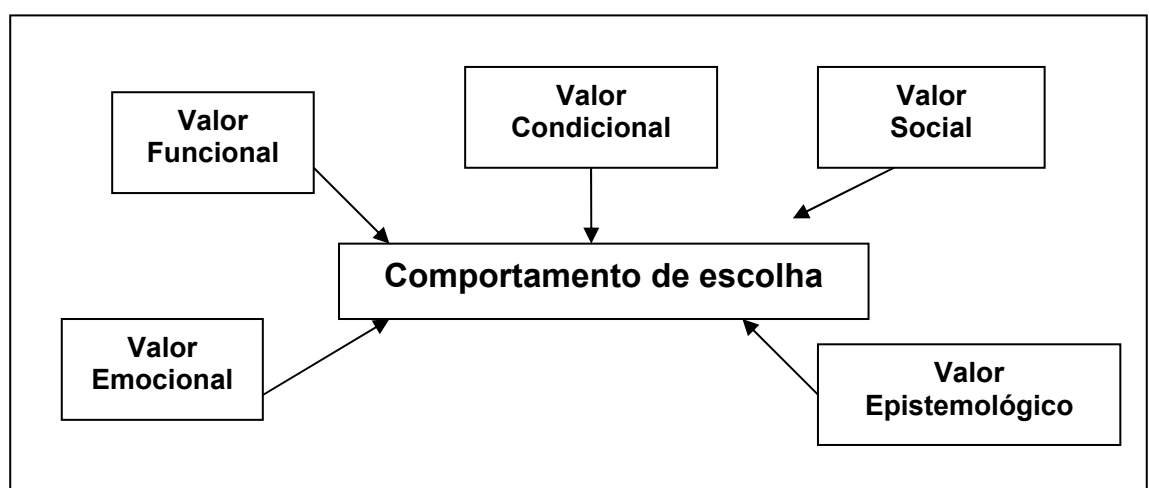 Valor
Funcional
Valor
Condicional
Valor
Social
Comportamento de escolha
Valor
Emocional
Valor
Epistemológico